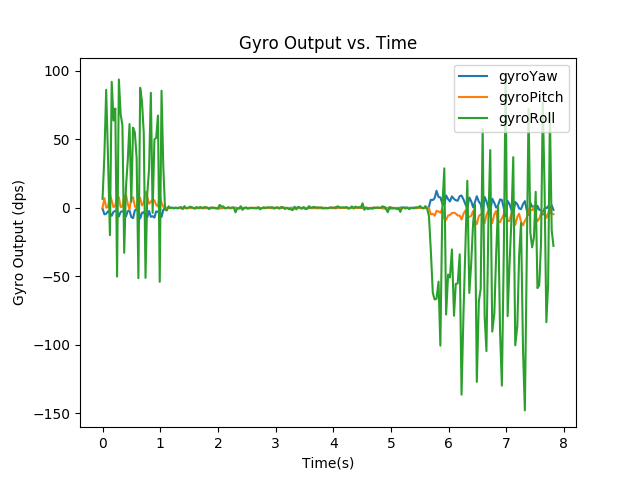 Gyro Output vs. Time
gyroYaw
gyroPitch
gyroRoll
Gyro Output (dps)
100
50
0
−50
−100
−150
0 1 2 3 4 5 6 7 8
Time(s)